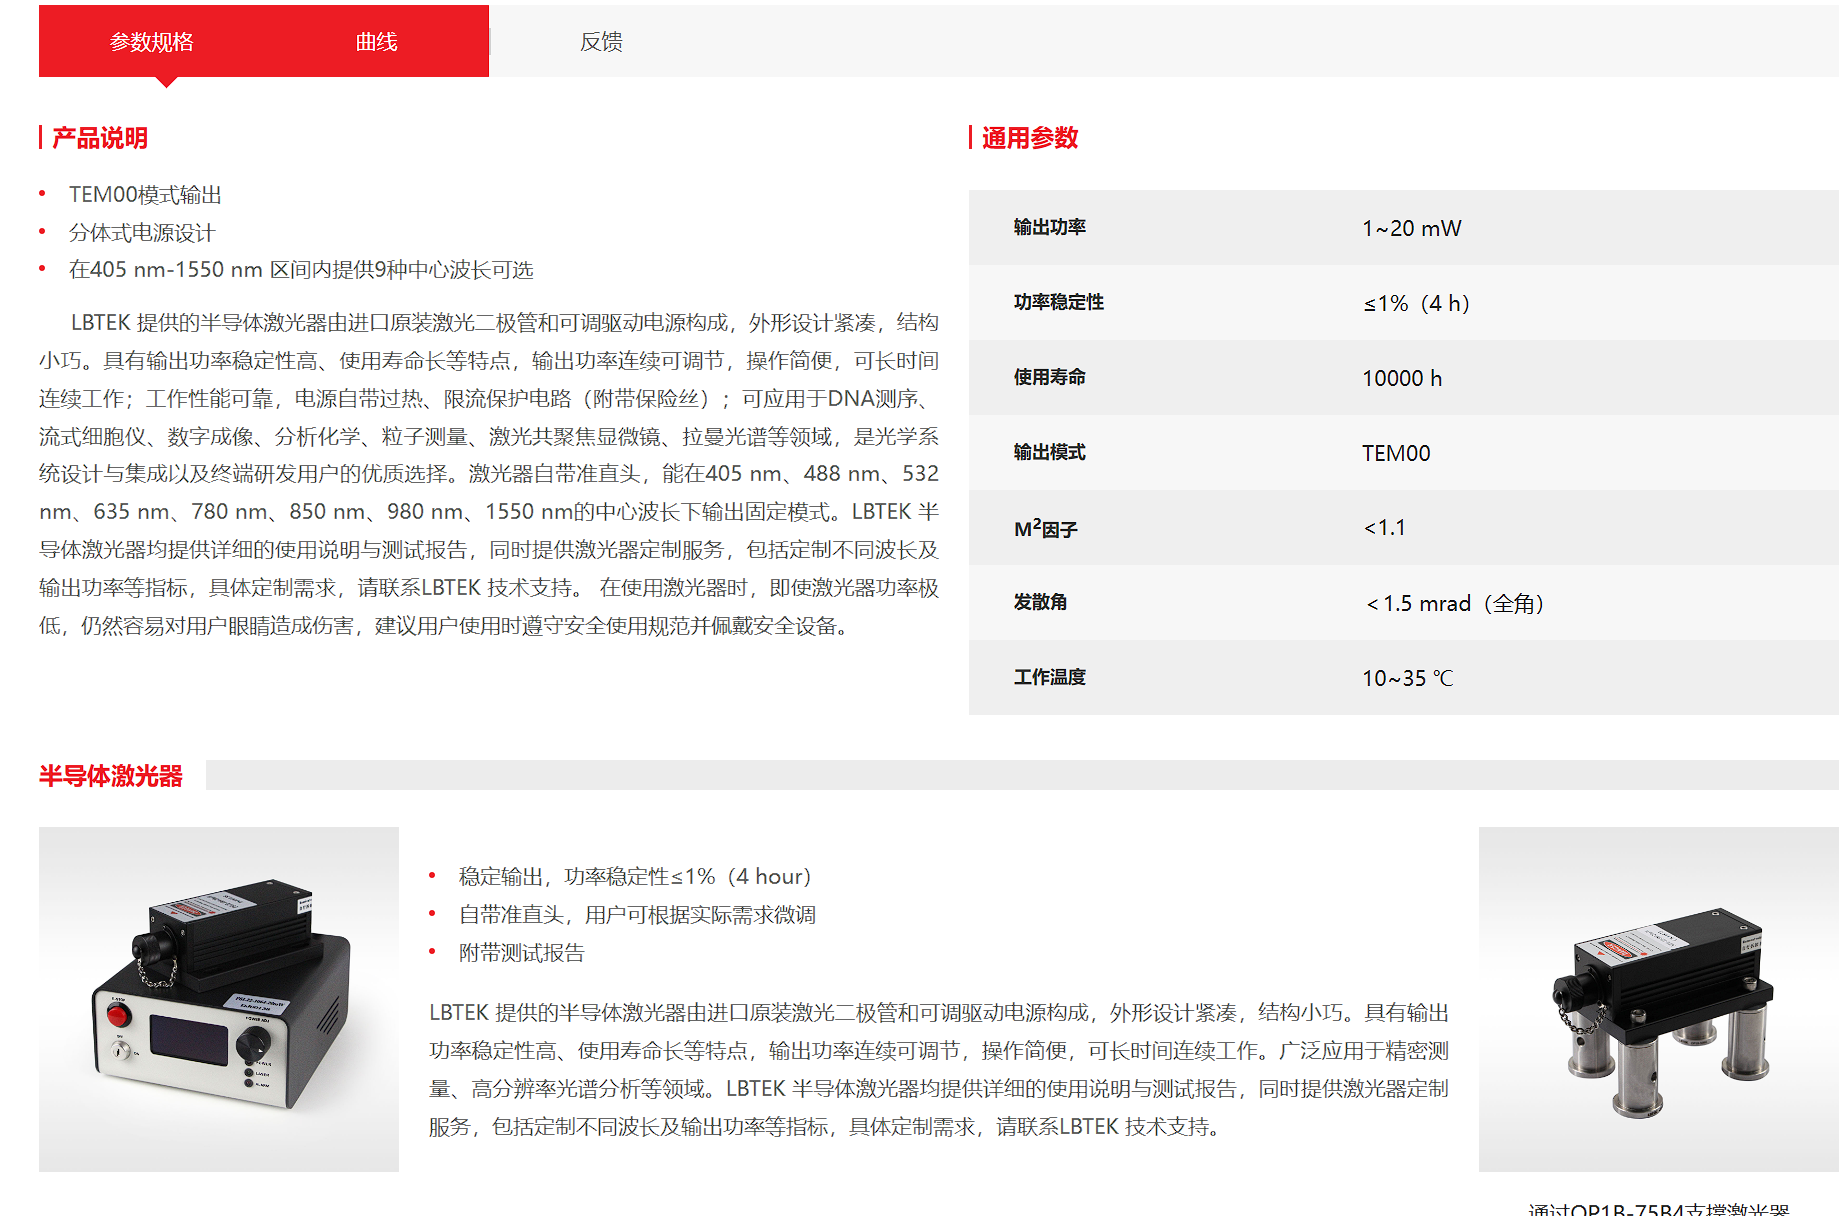 参数规格
曲线
反馈
产品说明
TEM00模式输出
分体式电源设计
在405 nm-1550 nm 区间内提供9种中心波长可选
LBTEK 提供的半导体激光器由进口原装激光二极管和可调驱动电源构成，外形设计紧凑，结构
小巧。具有输出功率稳定性高、使用寿命长等特点，输出功率连续可调节，操作简便，可长时间
连续工作；工作性能可靠，电源自带过热、限流保护电路（附带保险丝）；可应用于DNA测序、
流式细胞仪、数字成像、分析化学、粒子测量、激光共聚焦显微镜、拉曼光谱等领域，是光学系
统设计与集成以及终端研发用户的优质选择。激光器自带准直头，能在405 nm、488 nm、532
nm、635 nm、780 nm、850 nm、980 nm、1550 nm的中心波长下输出固定模式。LBTEK 半
导体激光器均提供详细的使用说明与测试报告，同时提供激光器定制服务，包括定制不同波长及
输出功率等指标，具体定制需求，请联系LBTEK 技术支持。 在使用激光器时，即使激光器功率极
低，仍然容易对用户眼睛造成伤害，建议用户使用时遵守安全使用规范并佩戴安全设备。
通用参数
输出功率 1~20 mW
功率稳定性 ≤1%（4 h）
使用寿命 10000 h
输出模式 TEM00
M²因子 <1.1
发散角 ＜1.5 mrad（全角）
工作温度 10~35 ℃
半导体激光器
稳定输出，功率稳定性≤1%（4 hour）
自带准直头，用户可根据实际需求微调
附带测试报告
LBTEK 提供的半导体激光器由进口原装激光二极管和可调驱动电源构成，外形设计紧凑，结构小巧。具有输出
功率稳定性高、使用寿命长等特点，输出功率连续可调节，操作简便，可长时间连续工作。广泛应用于精密测
量、高分辨率光谱分析等领域。LBTEK 半导体激光器均提供详细的使用说明与测试报告，同时提供激光器定制
服务，包括定制不同波长及输出功率等指标，具体定制需求，请联系LBTEK 技术支持。
通过OP1B-75B4支撑激光器